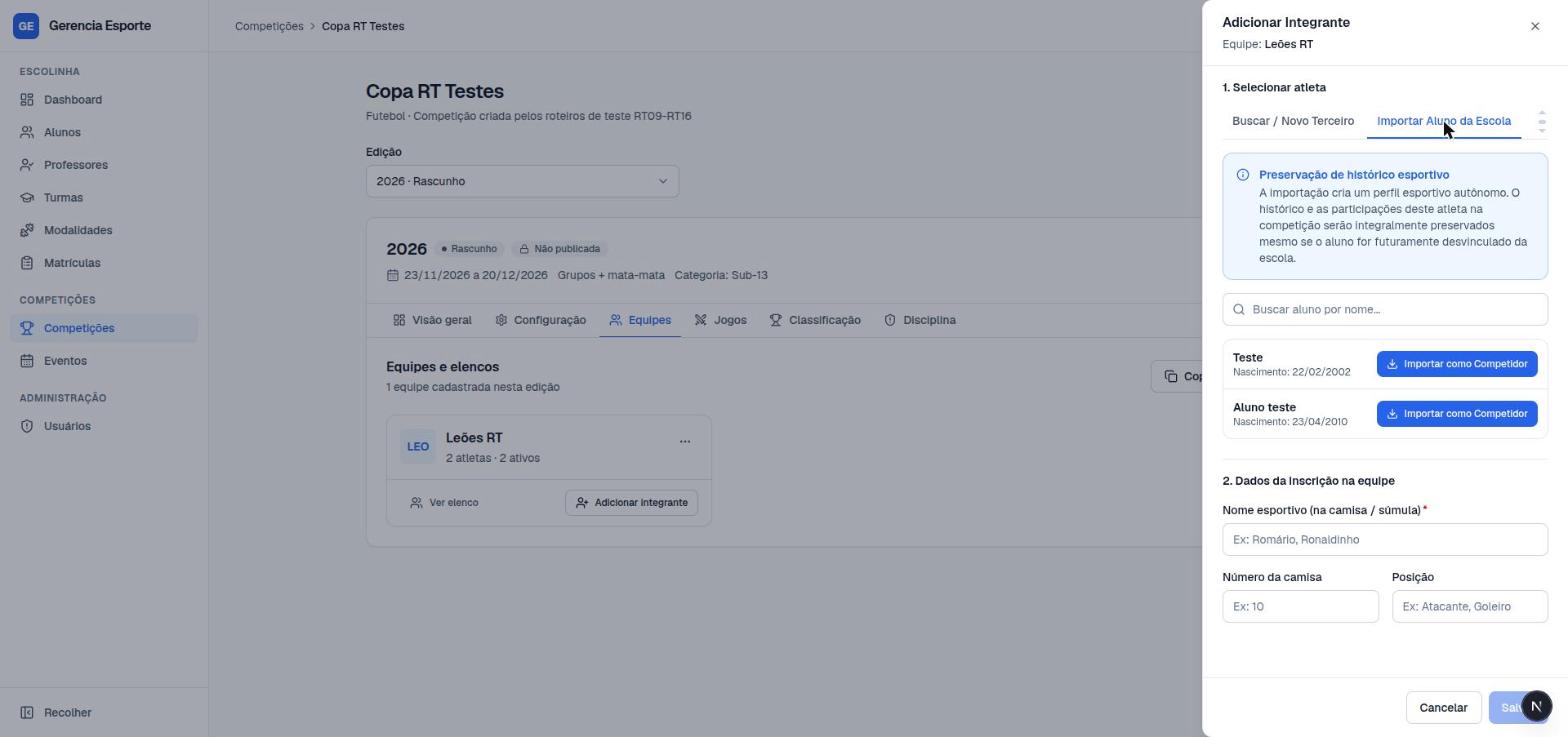 GE Gerencia Esporte
ESCOLINHA
Dashboard
Alunos
Professores
Turmas
Modalidades
Matrículas
COMPETIÇÕES
Competições
Eventos
ADMINISTRAÇÃO
Usuários
Recolher
Competições > Copa RT Testes
Copa RT Testes
Futebol · Competição criada pelos roteiros de teste RT09-RT16
Edição
2026 · Rascunho
2026 Rascunho Não publicada
23/11/2026 a 20/12/2026 Grupos + mata-mata Categoria: Sub-13
Visão geral Configuração Equipes Jogos Classificação Disciplina
Equipes e elencos
1 equipe cadastrada nesta edição
LEO Leões RT ...
2 atletas · 2 ativos
Ver elenco Adicionar integrante
Adicionar Integrante
Equipe: Leões RT
1. Selecionar atleta
Buscar / Novo Terceiro Importar Aluno da Escola
Preservação de histórico esportivo
A importação cria um perfil esportivo autônomo. O
histórico e as participações deste atleta na
competição serão integralmente preservados
mesmo se o aluno for futuramente desvinculado da
escola.
Buscar aluno por nome…
Teste
Nascimento: 22/02/2002
Importar como Competidor
Aluno teste
Nascimento: 23/04/2010
Importar como Competidor
2. Dados da inscrição na equipe
Nome esportivo (na camisa / súmula)*
Ex: Romário, Ronaldinho
Número da camisa Posição
Ex: 10 Ex: Atacante, Goleiro
Cancelar
N